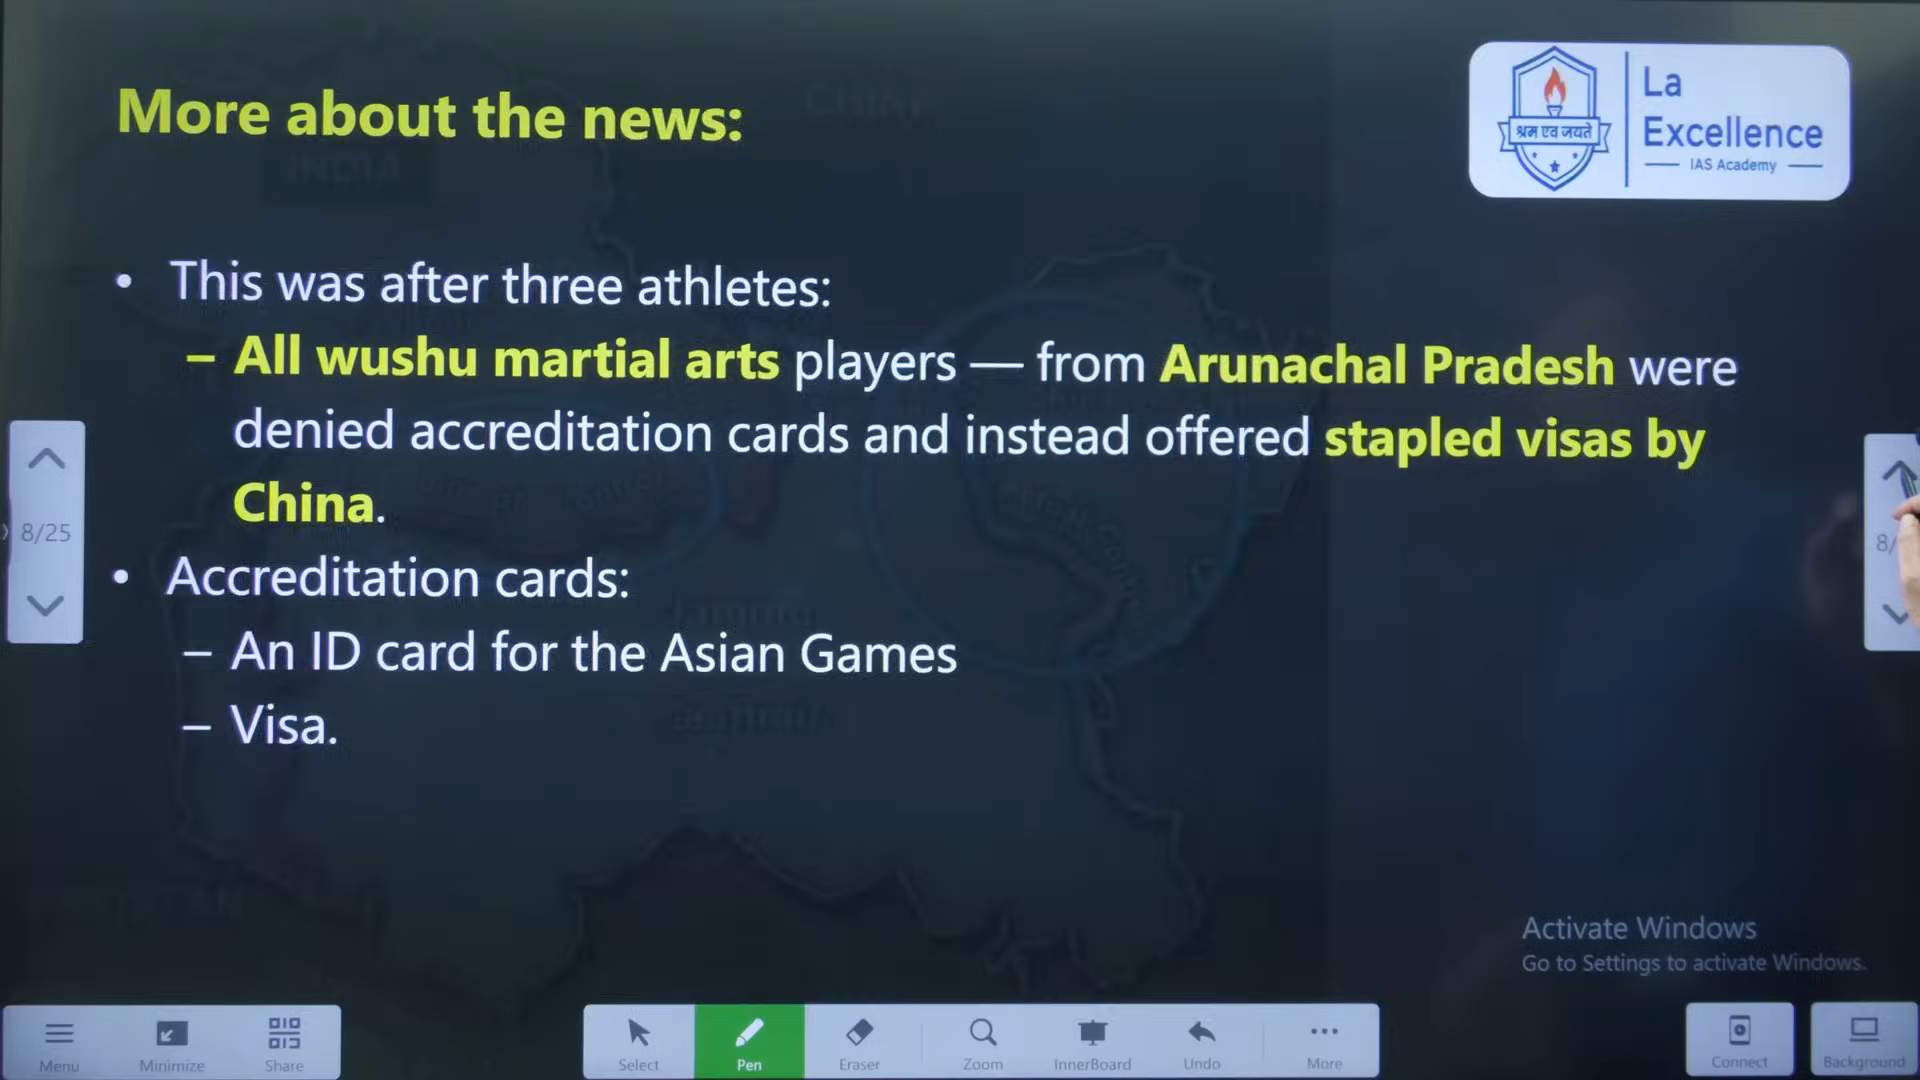 More about the news:
La
Excellence
IAS Academy
श्रम एव जयते
• This was after three athletes:
– All wushu martial arts players — from Arunachal Pradesh were
denied accreditation cards and instead offered stapled visas by
China.
• Accreditation cards:
– An ID card for the Asian Games
– Visa.
8/25
8/
CHINA
INDIA
Activate Windows
Go to Settings to activate Windows.
Menu
Minimize
Share
Select
Pen
Eraser
Zoom
InnerBoard
Undo
More
Connect
Background